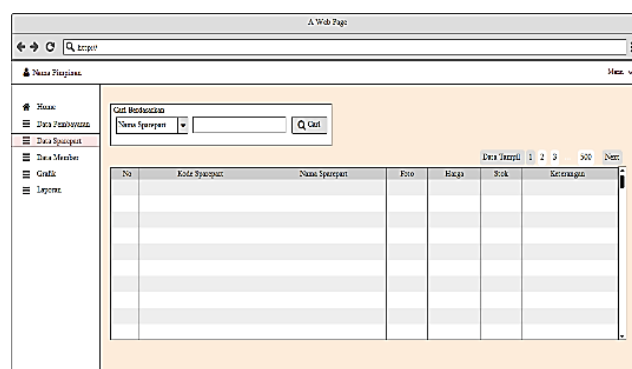 A Web Page
http://
Nama Pimpinan
Menu
Home
Data Pembayaran
Data Sparepart
Data Member
Grafik
Laporan
Cari Berdasarkan
Nama Sparepart
Cari
Data Tampil 1 2 3 ... 500 Next
No Kode Sparepart Nama Sparepart Foto Harga Stok Keterangan